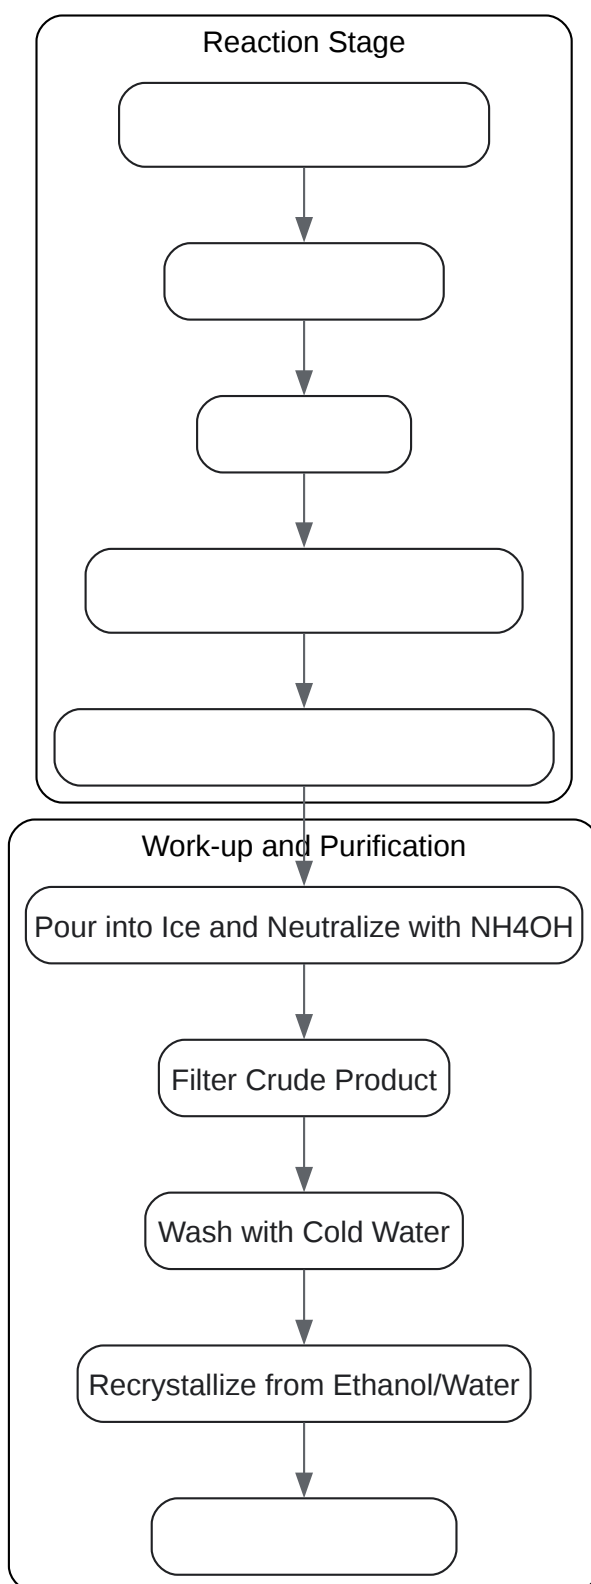 Reaction Stage
Work-up and Purification
Pour into Ice and Neutralize with NH4OH
Filter Crude Product
Wash with Cold Water
Recrystallize from Ethanol/Water